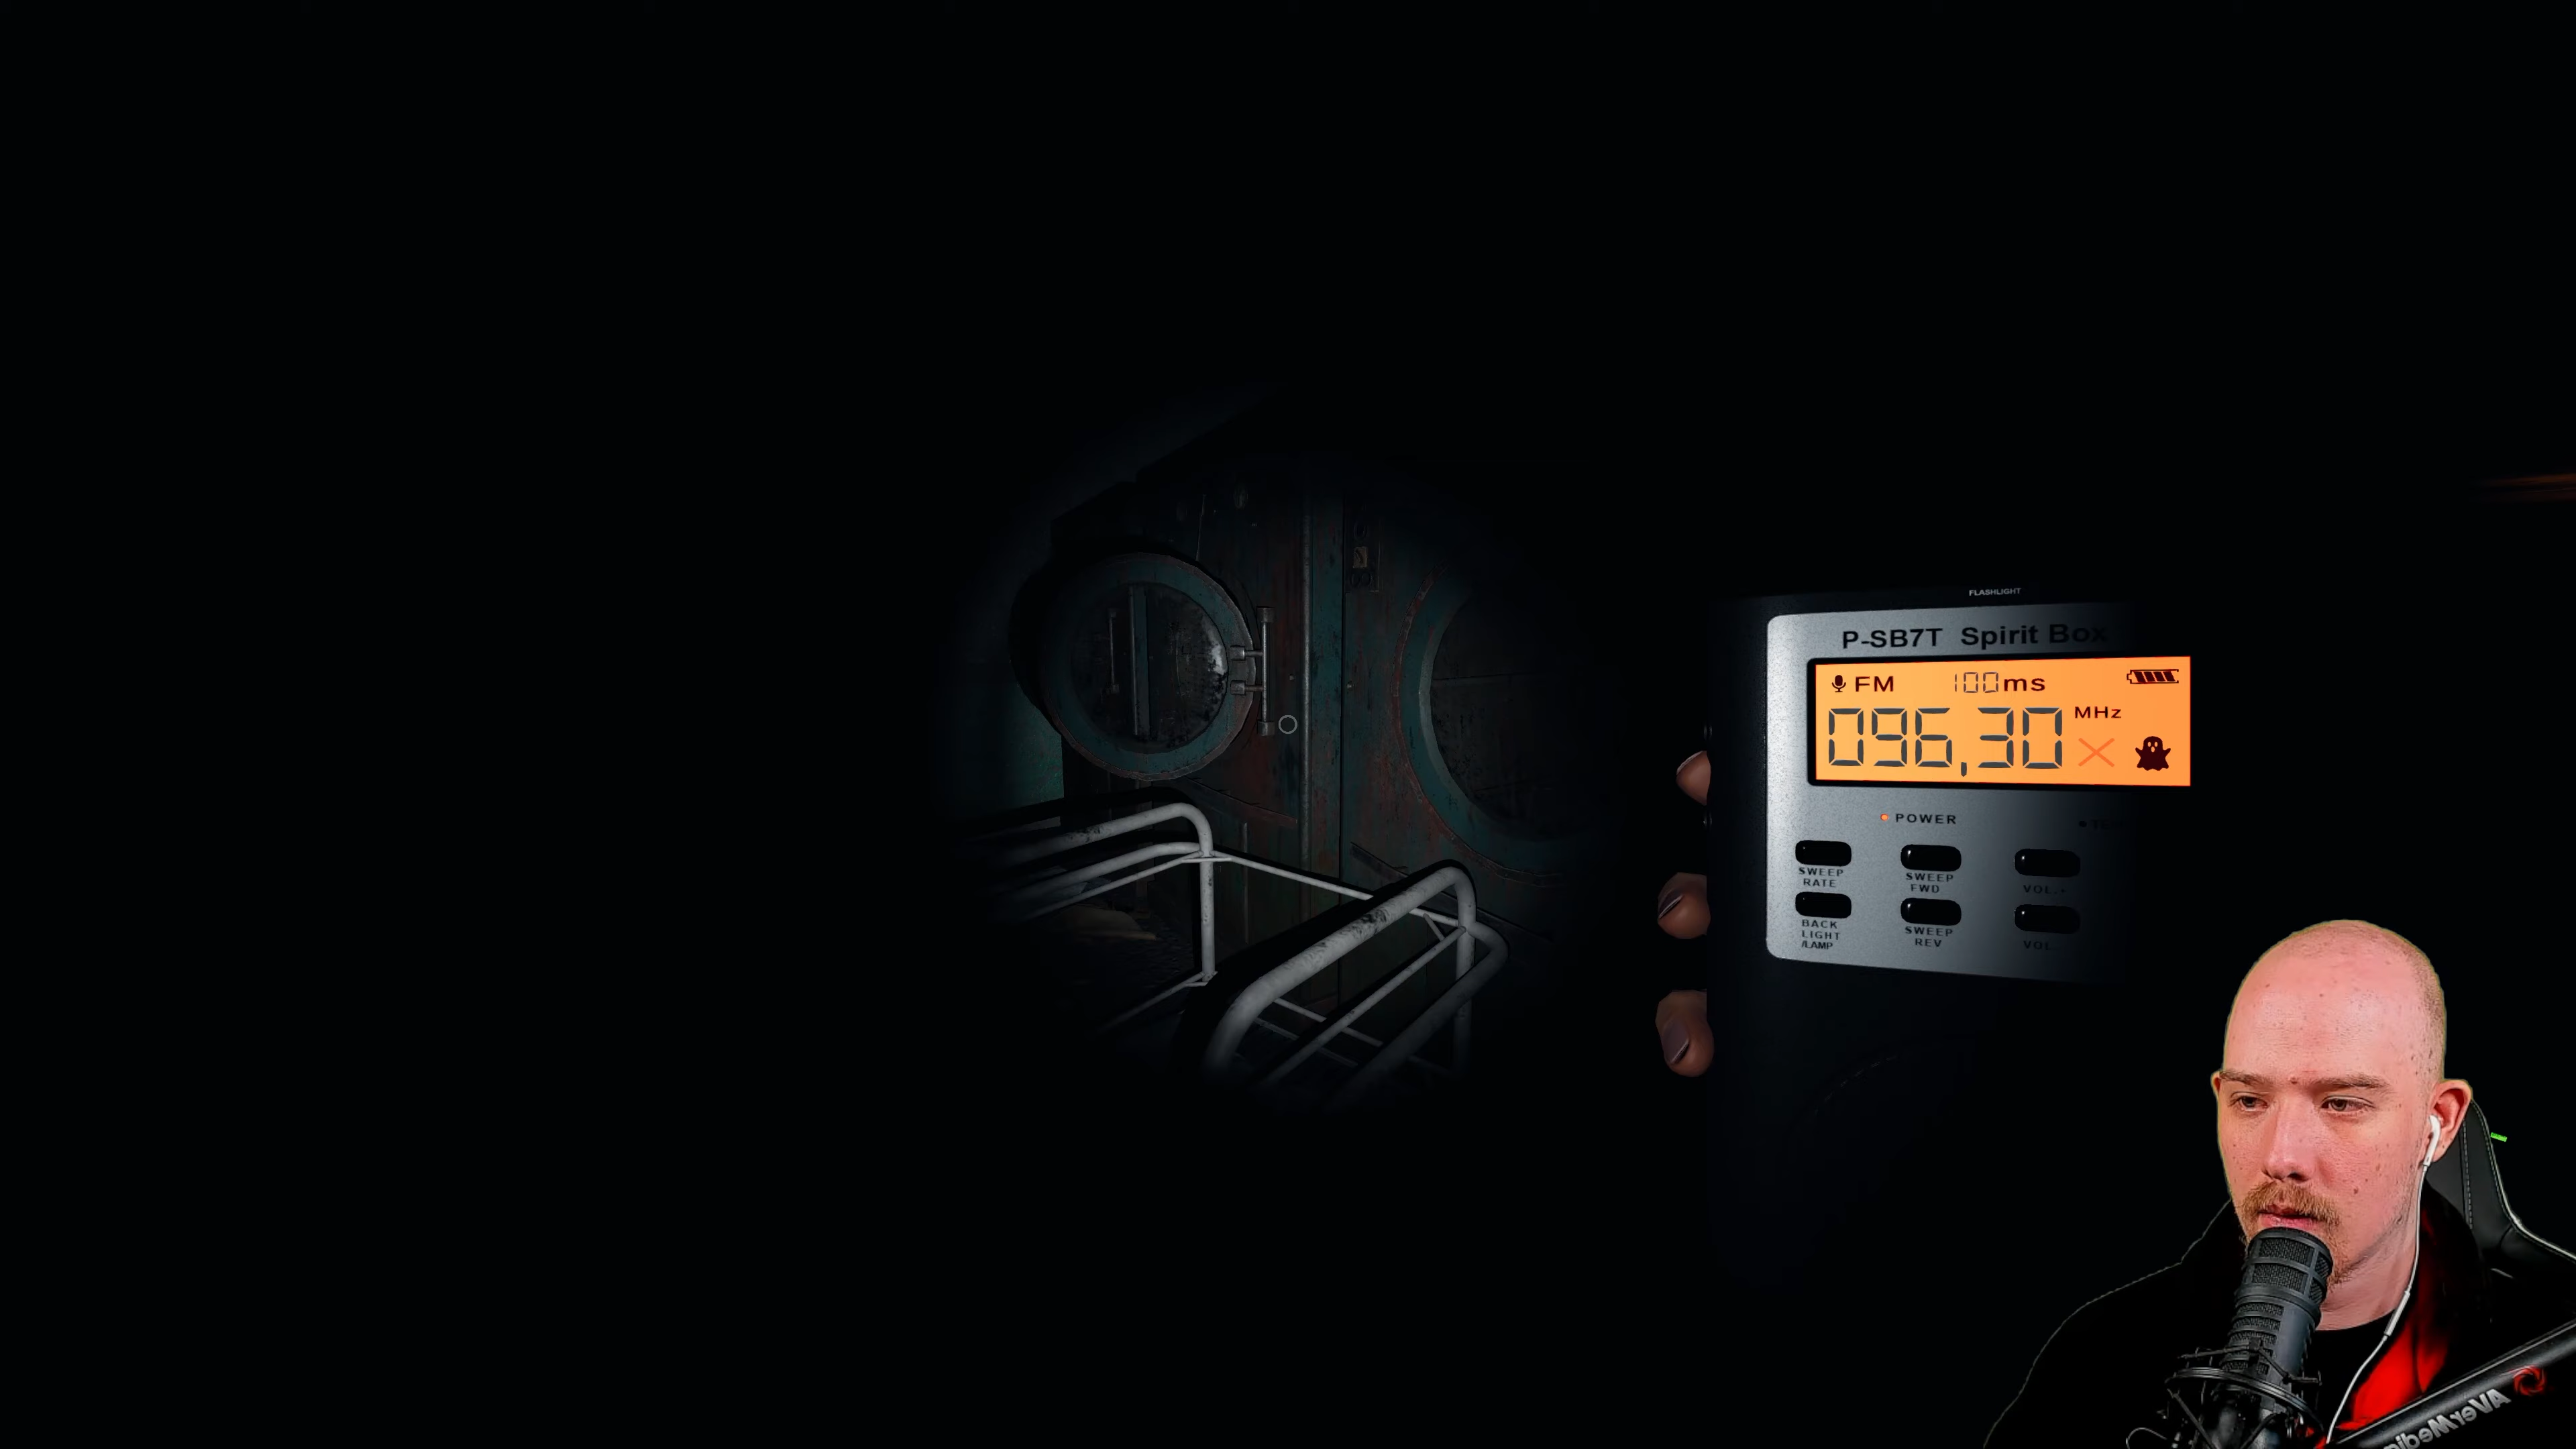 FLASHLIGHT
P-SB7T Spirit Box
FM 100ms
096,30 MHz
POWER
SWEEP RATE
SWEEP FWD
VOL +
BACK LIGHT /LAMP
SWEEP REV
VOL
AVerMedia